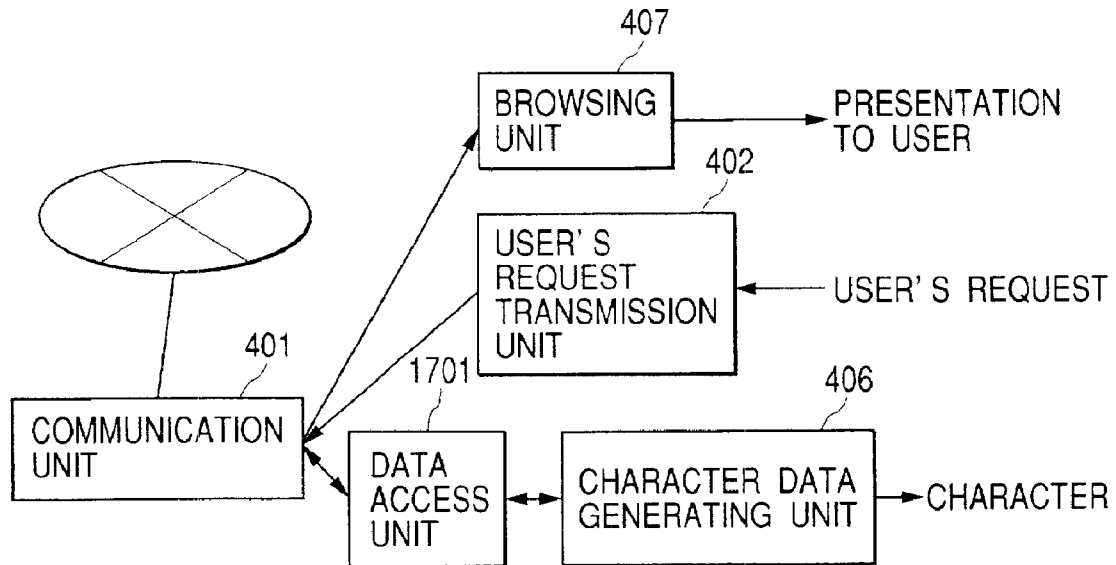 407
BROWSING
UNIT
PRESENTATION
TO USER
402
USER'S
REQUEST
TRANSMISSION
UNIT
USER'S REQUEST
401
COMMUNICATION
UNIT
1701
DATA
ACCESS
UNIT
406
CHARACTER DATA
GENERATING UNIT
CHARACTER